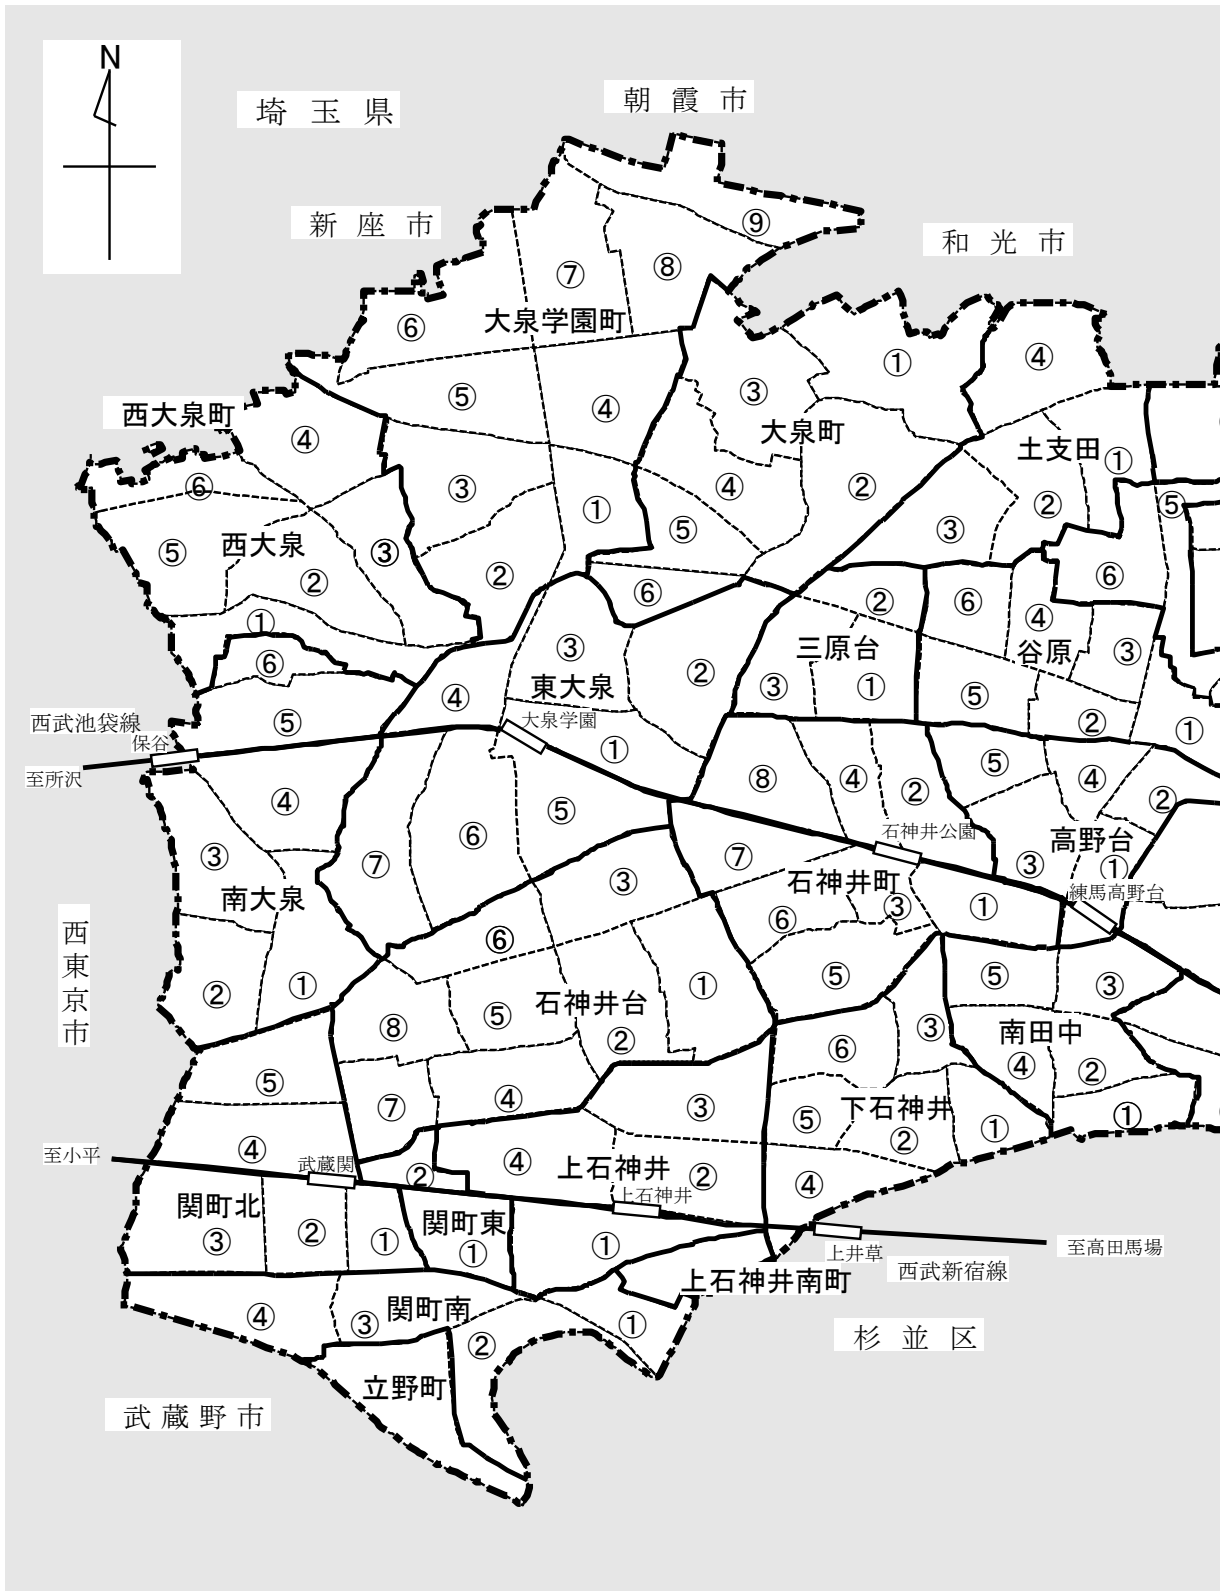 N
埼玉県
朝霞市
新座市
和光市
⑨
⑦
⑧
大泉学園町
⑥
①
④
③
⑤
④
大泉町
西大泉町
④
土支田
①
③
④
②
⑥
①
⑤
②
⑤
③
西大泉
⑤
③
②
②
⑥
⑥
②
⑥
④
①
③
三原台
谷原
③
⑥
東大泉
②
③
①
⑤
④
西武池袋線
⑤
大泉学園
②
①
保谷
①
至所沢
⑤
④
⑧
④
②
②
④
⑤
石神井公園
⑥
高野台
③
⑦
⑦
③
①
南大泉
③
石神井町
練馬高野台
③
①
⑥
西東京市
⑥
⑤
⑤
③
②
①
①
石神井台
⑤
⑧
③
南田中
②
⑥
④
②
⑤
④
⑦
③
下石神井
⑤
①
②
①
④
至小平
武蔵関
④
上石神井
②
②
④
関町北
上石神井
③
②
①
関町東
①
①
上井草
至高田馬場
西武新宿線
上石神井南町
関町南
④
③
①
②
杉並区
立野町
武蔵野市